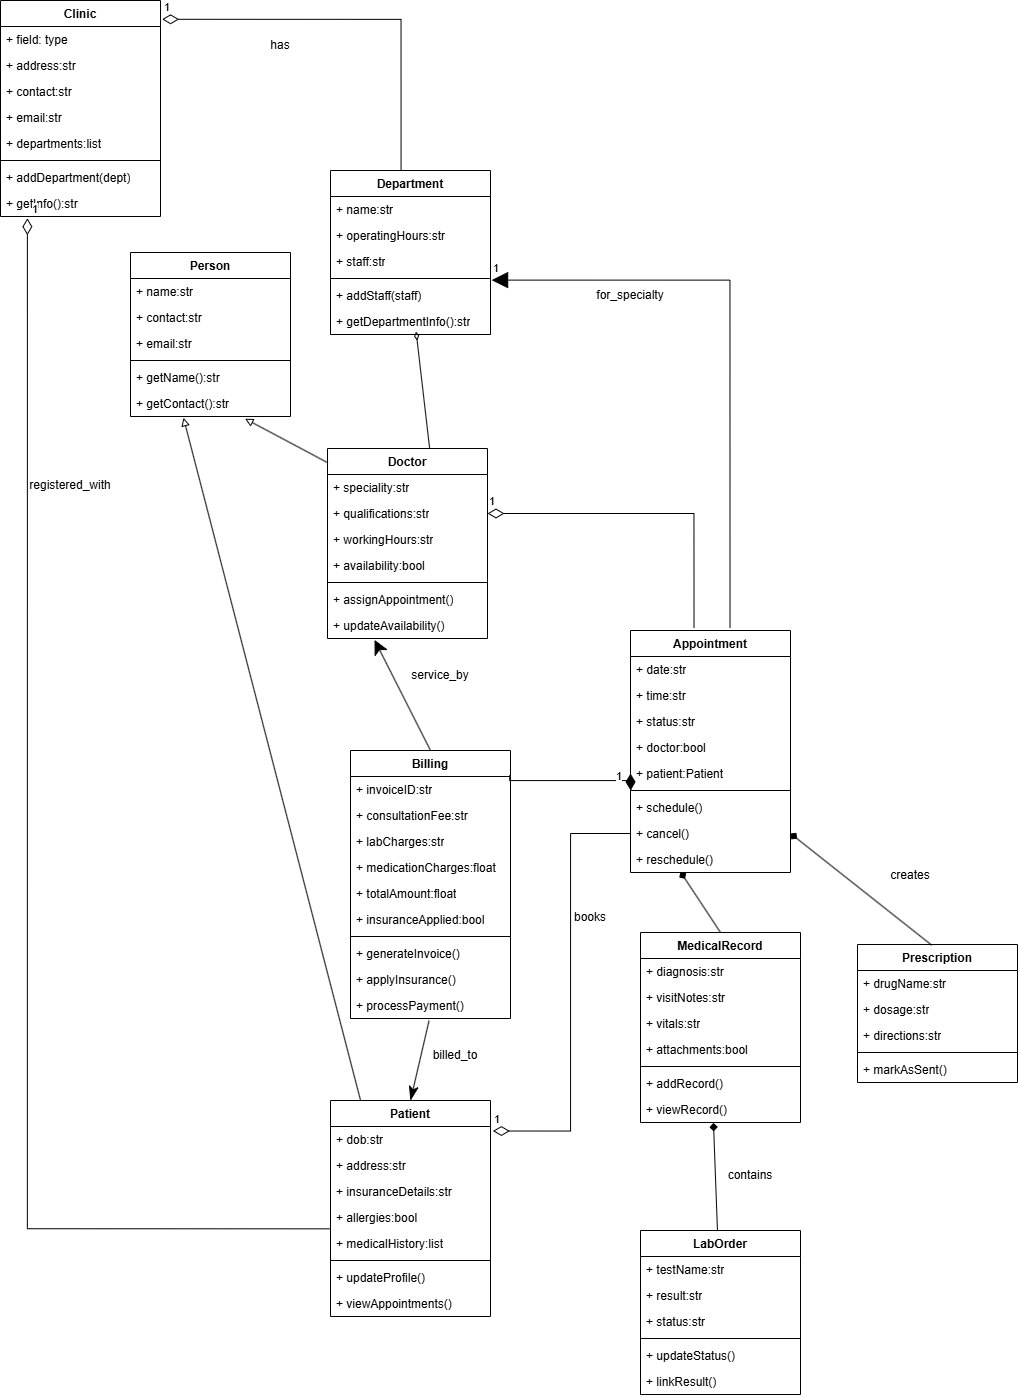 Clinic
+ field: type
+ address:str
+ contact:str
+ email:str
+ departments:list
+ addDepartment(dept)
+ getInfo():str
1
1
has
Department
+ name:str
+ operatingHours:str
+ staff:str
+ addStaff(staff)
+ getDepartmentInfo():str
1
for_specialty
Person
+ name:str
+ contact:str
+ email:str
+ getName():str
+ getContact():str
registered_with
Doctor
+ speciality:str
+ qualifications:str
+ workingHours:str
+ availability:bool
+ assignAppointment()
+ updateAvailability()
1
service_by
Appointment
+ date:str
+ time:str
+ status:str
+ doctor:bool
+ patient:Patient
+ schedule()
+ cancel()
+ reschedule()
1
Billing
+ invoiceID:str
+ consultationFee:str
+ labCharges:str
+ medicationCharges:float
+ totalAmount:float
+ insuranceApplied:bool
+ generateInvoice()
+ applyInsurance()
+ processPayment()
books
creates
MedicalRecord
+ diagnosis:str
+ visitNotes:str
+ vitals:str
+ attachments:bool
+ addRecord()
+ viewRecord()
Prescription
+ drugName:str
+ dosage:str
+ directions:str
+ markAsSent()
billed_to
Patient
+ dob:str
+ address:str
+ insuranceDetails:str
+ allergies:bool
+ medicalHistory:list
+ updateProfile()
+ viewAppointments()
1
contains
LabOrder
+ testName:str
+ result:str
+ status:str
+ updateStatus()
+ linkResult()